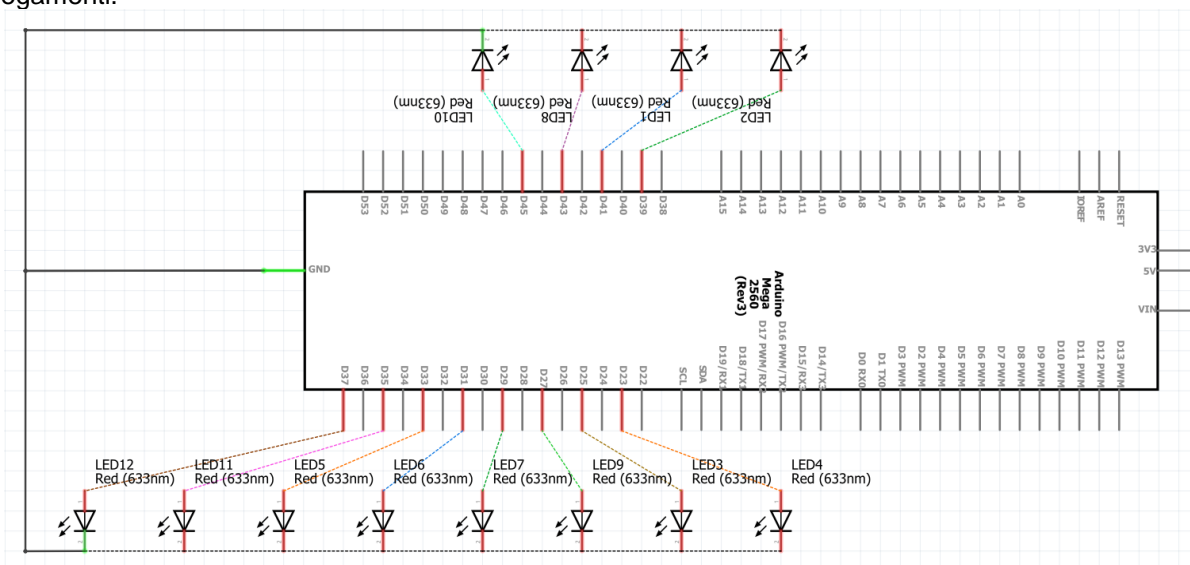 ogamenti.
LED10
Red (633nm)
LED8
Red (633nm)
LED1
Red (633nm)
LED2
Red (633nm)
D53
D52
D51
D50
D49
D48
D47
D46
D45
D44
D43
D42
D41
D40
D39
D38
A15
A14
A13
A12
A11
A10
A9
A8
A7
A6
A5
A4
A3
A2
A1
A0
IOREF
AREF
RESET
3V3
5V
VIN
GND
Arduino
Mega
2560
(Rev3)
D37
D36
D35
D34
D33
D32
D31
D30
D29
D28
D27
D26
D25
D24
D23
D22
SCL
SDA
D19/RX1
D18/TX1
D17 PWM/RX2
D16 PWM/TX2
D15/RX3
D14/TX3
D0 RX0
D1 TX0
D3 PWM
D2 PWM
D4 PWM
D5 PWM
D6 PWM
D7 PWM
D8 PWM
D9 PWM
D10 PWM
D11 PWM
D12 PWM
D13 PWM
LED12
Red (633nm)
LED11
Red (633nm)
LED5
Red (633nm)
LED6
Red (633nm)
LED7
Red (633nm)
LED9
Red (633nm)
LED3
Red (633nm)
LED4
Red (633nm)